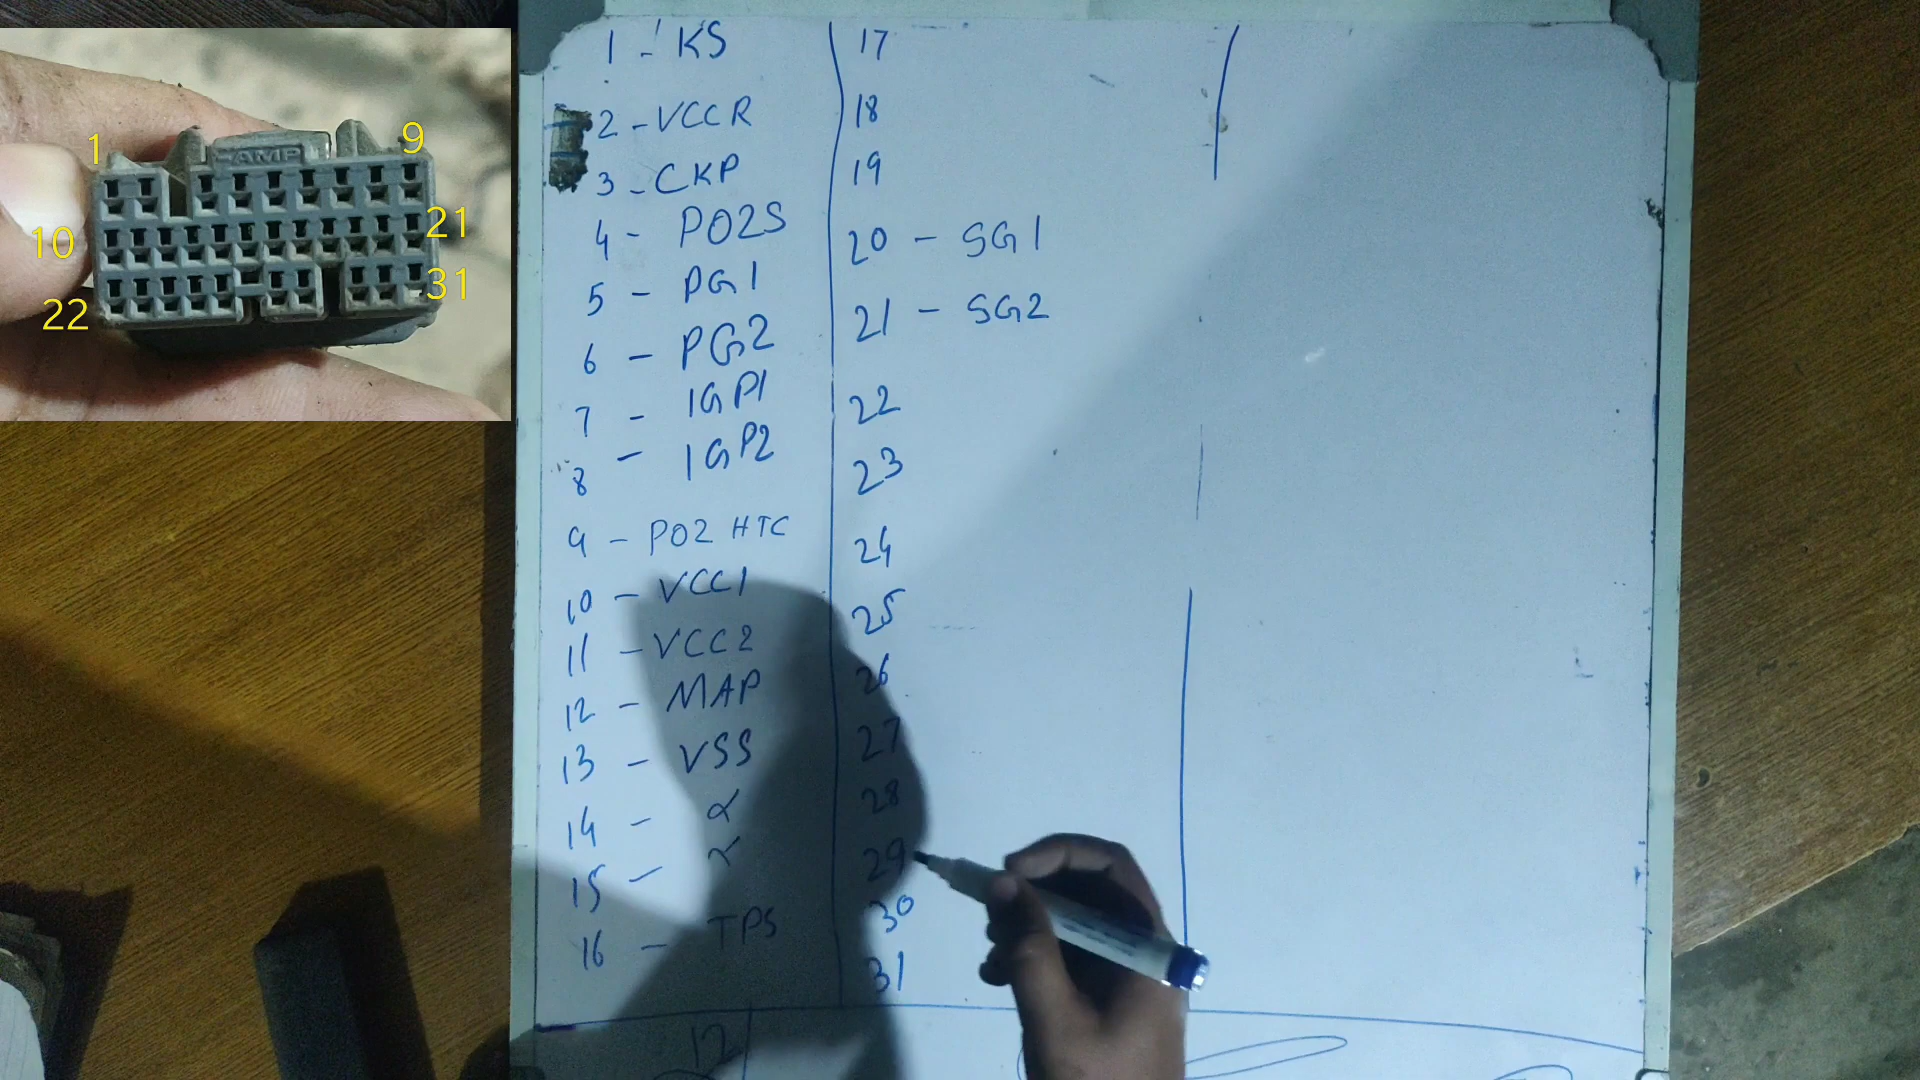 AMP
1
9
10
21
22
31
1 - KS
2 - VCCR
3 - CKP
4 - PO2S
5 - PG1
6 - PG2
7 - IGP1
8 - IGP2
9 - PO2 HTC
10 - VCC1
11 - VCC2
12 - MAP
13 - VSS
14 -
15 -
16 - TPS
17
18
19
20 - SG1
21 - SG2
22
23
24
25
26
27
28
29
30
31
12